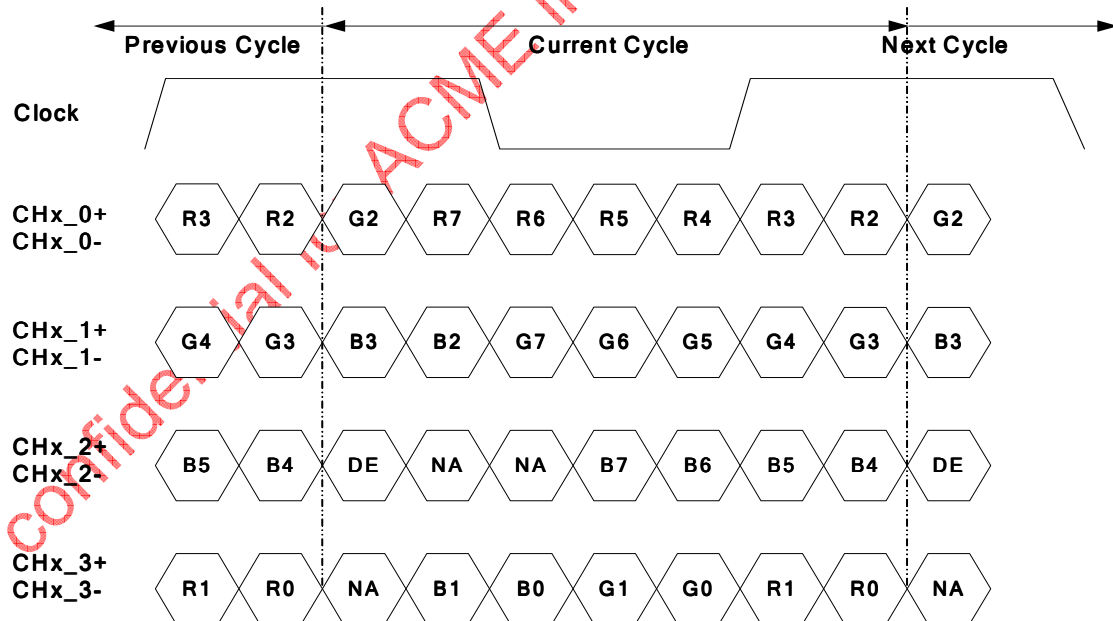 Previous Cycle Current Cycle Next Cycle
Clock
CHx_0+
CHx_0-
R3 R2 G2 R7 R6 R5 R4 R3 R2 G2
CHx_1+
CHx_1-
G4 G3 B3 B2 G7 G6 G5 G4 G3 B3
CHx_2+
CHx_2-
B5 B4 DE NA NA B7 B6 B5 B4 DE
CHx_3+
CHx_3-
R1 R0 NA B1 B0 G1 G0 R1 R0 NA
ACME